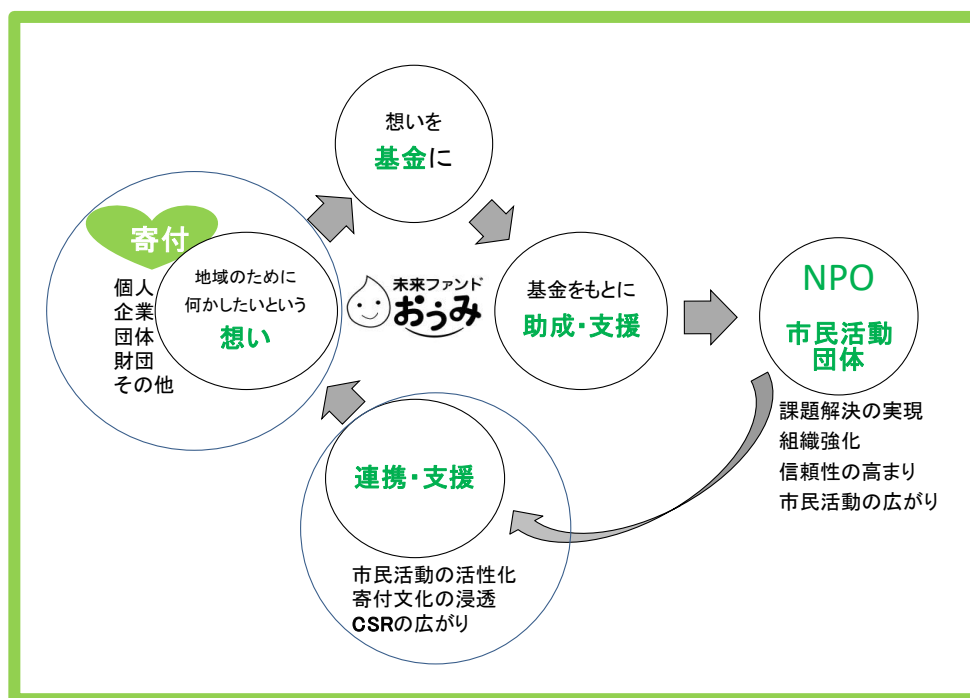 想いを
基金に
寄付
個人
企業
団体
財団
その他
地域のために
何かしたいという
想い
未来ファンド
おうみ
基金をもとに
助成・支援
NPO
市民活動
団体
課題解決の実現
組織強化
信頼性の高まり
市民活動の広がり
連携・支援
市民活動の活性化
寄付文化の浸透
CSRの広がり